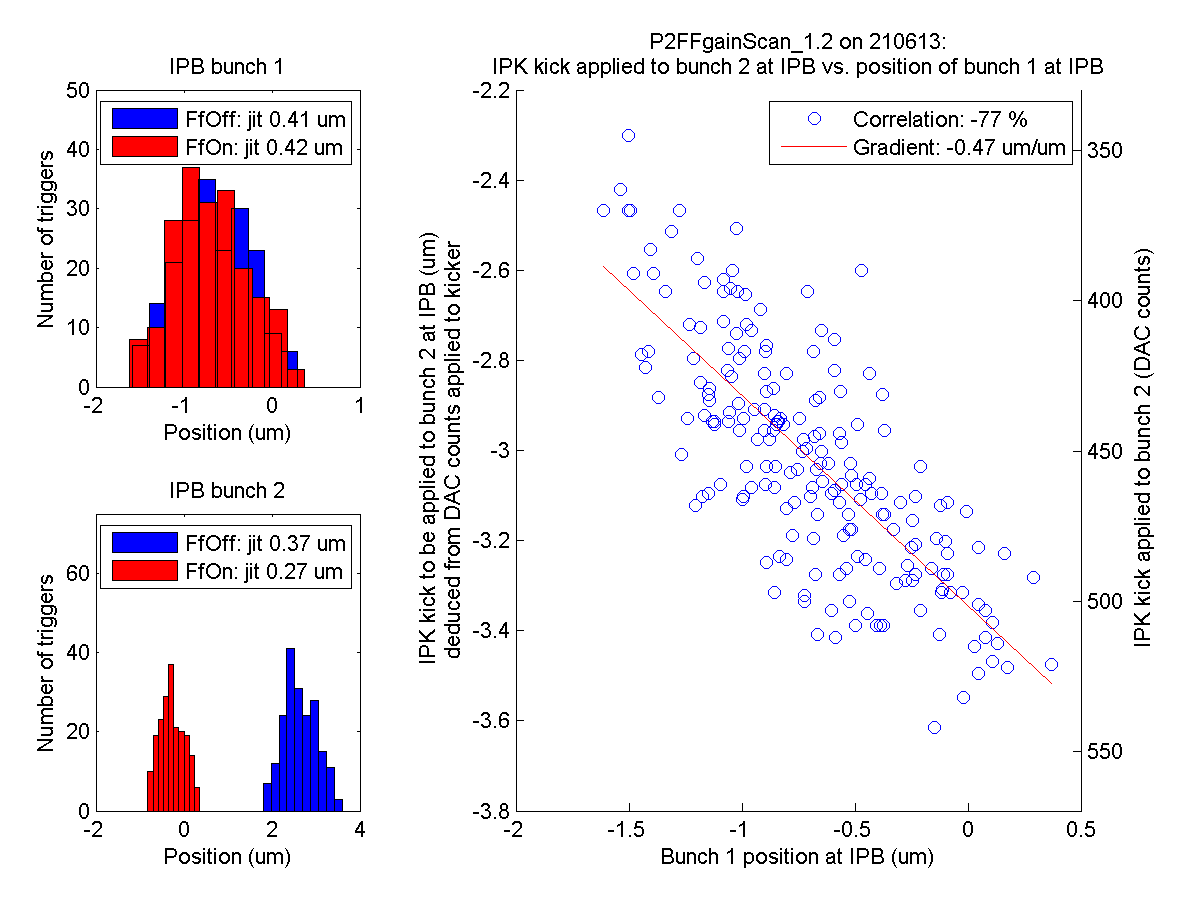 IPB bunch 1
50
40
30
20
10
0
Number of triggers
FfOff: jit 0.41 um
FfOn: jit 0.42 um
-2
-1
0
1
Position (um)
IPB bunch 2
60
40
20
0
Number of triggers
FfOff: jit 0.37 um
FfOn: jit 0.27 um
-2
0
2
4
Position (um)
P2FFgainScan_1.2 on 210613:
IPK kick applied to bunch 2 at IPB vs. position of bunch 1 at IPB
IPK kick to be applied to bunch 2 at IPB (um)
deduced from DAC counts applied to kicker
-2.2
-2.4
-2.6
-2.8
-3
-3.2
-3.4
-3.6
-3.8
Correlation: -77 %
Gradient: -0.47 um/um
350
400
450
500
550
IPK kick applied to bunch 2 (DAC counts)
-2
-1.5
-1
-0.5
0
0.5
Bunch 1 position at IPB (um)